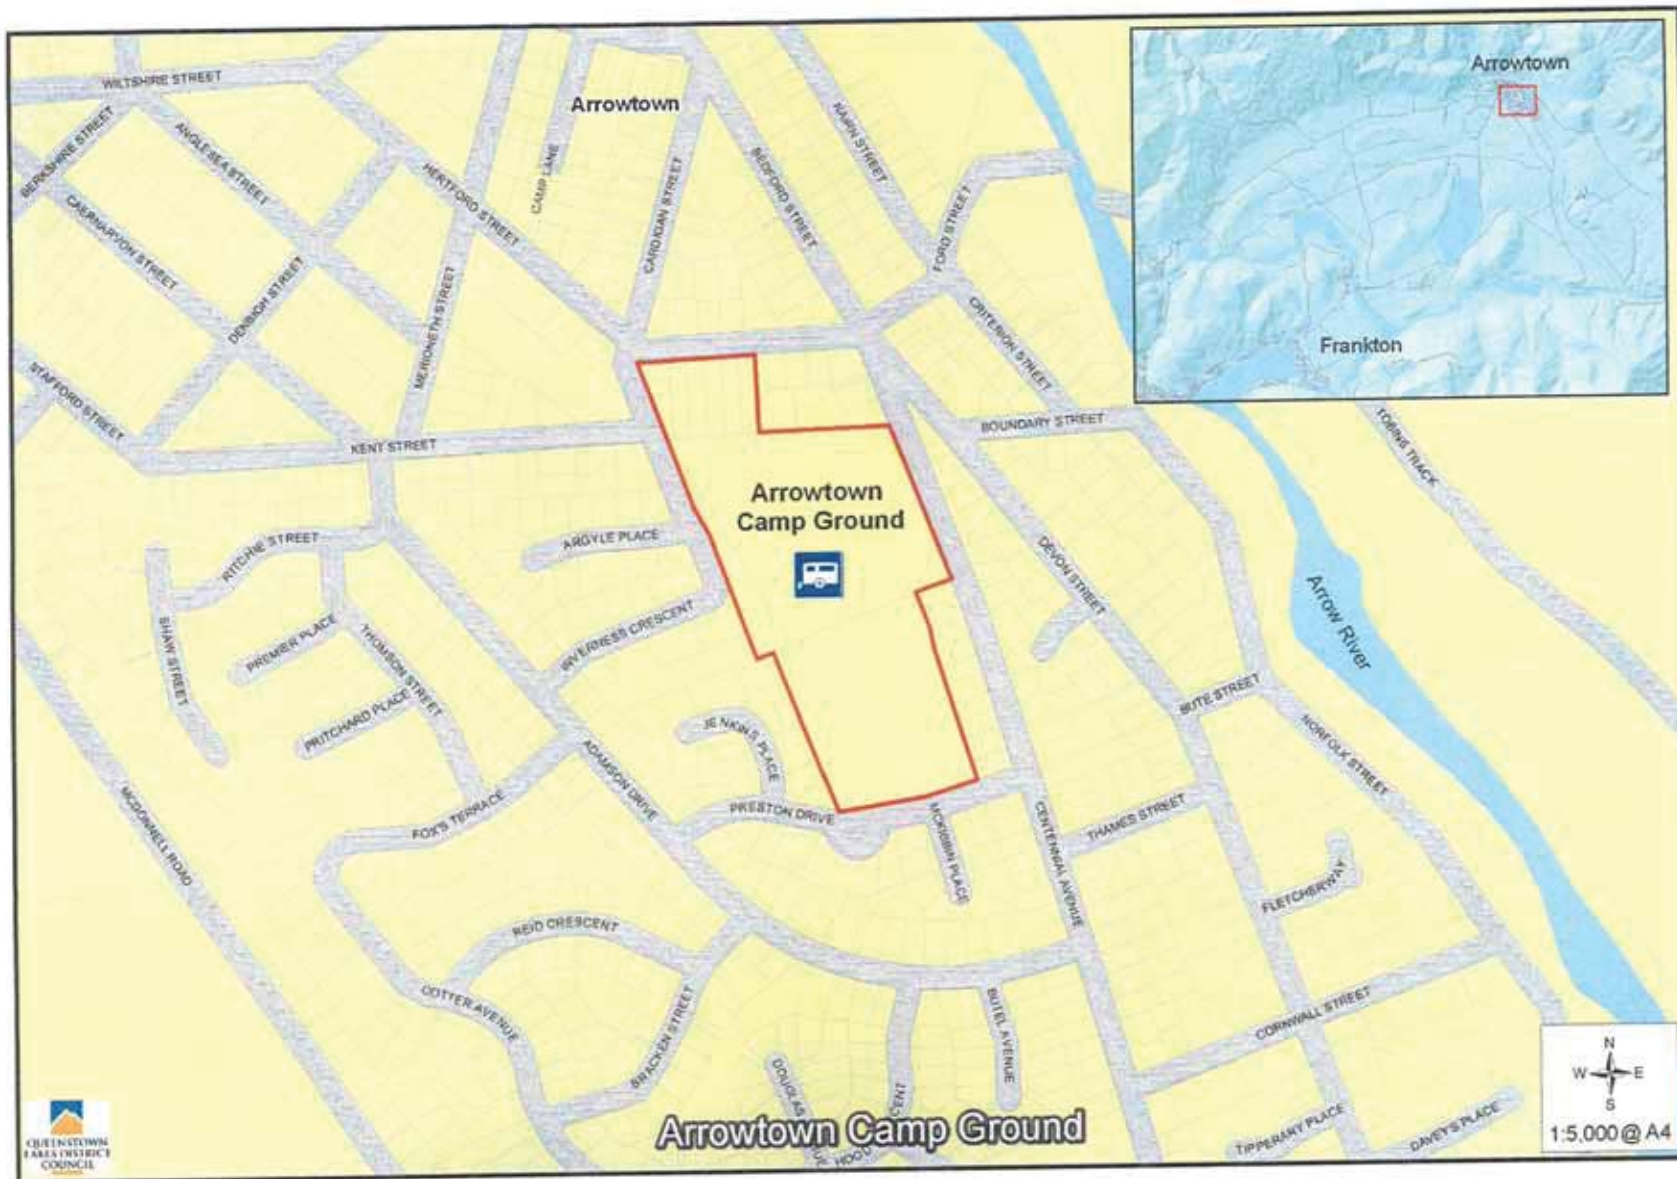 Arrowtown
Frankton
WILTSHIRE STREET
BERKSHIRE STREET
ANGLESEA STREET
CAERNARVON STREET
DENBIGH STREET
HERTFORD STREET
MERIONETH STREET
CAMP LANE
Arrowtown
CARDIGAN STREET
BEDFORD STREET
NAIRN STREET
FORD STREET
CRITERION STREET
STAFFORD STREET
KENT STREET
BOUNDARY STREET
TOBINS TRACK
Arrowtown
Camp Ground
ARGYLE PLACE
RITCHIE STREET
SHAW STREET
PREMIER PLACE
THOMSON STREET
PRITCHARD PLACE
INVERNESS CRESCENT
DEVON STREET
Arrow River
BUTE STREET
NORFOLK STREET
JENKINS PLACE
PRESTON DRIVE
ADAMSON DRIVE
FOX'S TERRACE
MCDONNELL ROAD
MCKIBBIN PLACE
CENTENNIAL AVENUE
THAMES STREET
FLETCHER WAY
REID CRESCENT
COTTER AVENUE
BRACKEN STREET
BUTEL AVENUE
CORNWALL STREET
DOUGLAS
HOOD
CENT
TIPPERARY PLACE
DAVEY'S PLACE
Arrowtown Camp Ground
QUEENSTOWN
LAKES DISTRICT
COUNCIL
N
W E
S
1:5,000 @ A4